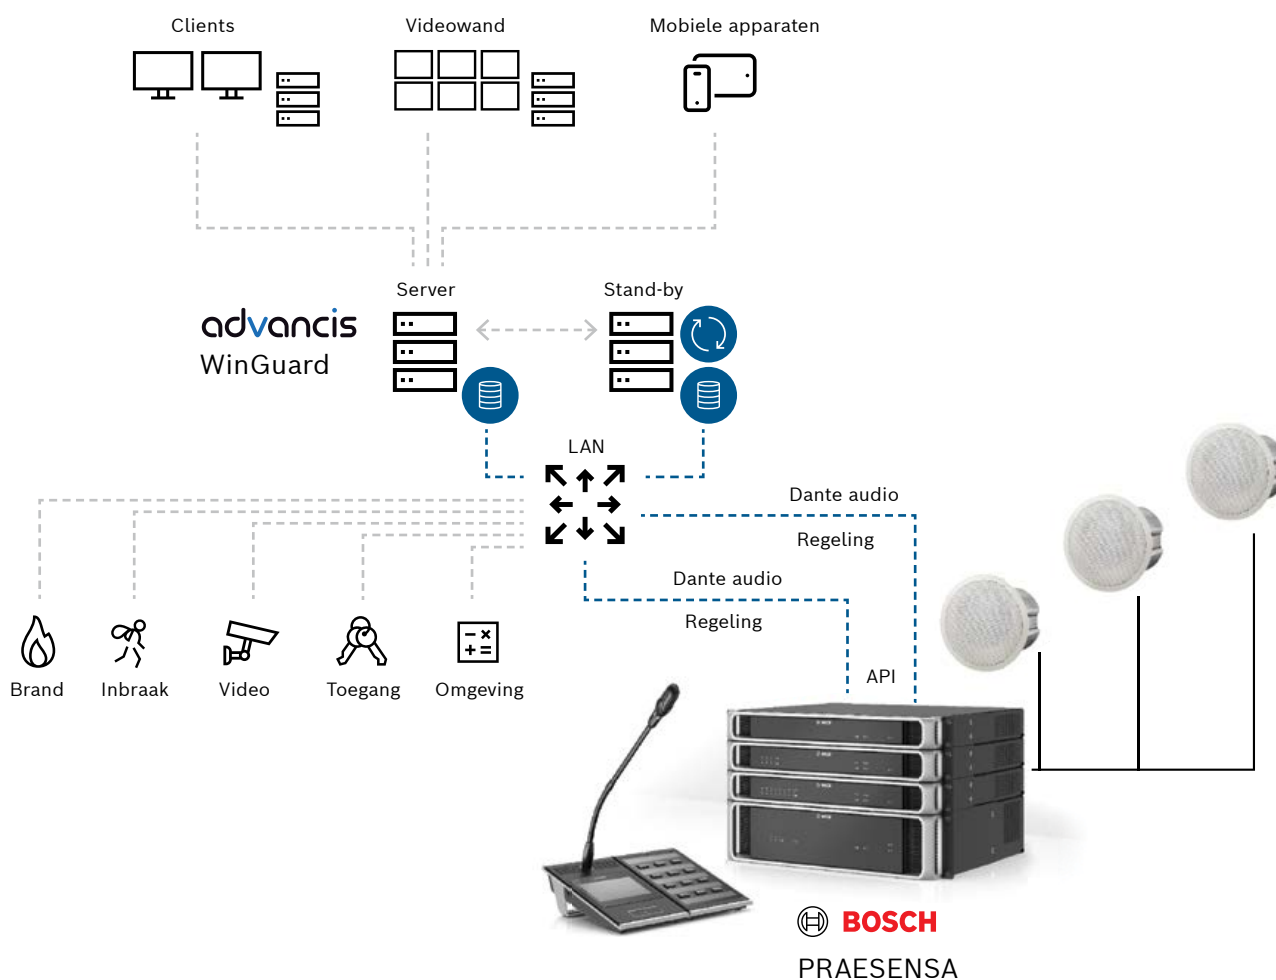 Clients
Videowand
Mobiele apparaten
Server
Stand-by
advancis
WinGuard
LAN
Dante audio
Regeling
Dante audio
Regeling
API
Brand
Inbraak
Video
Toegang
Omgeving
BOSCH
PRAESENSA